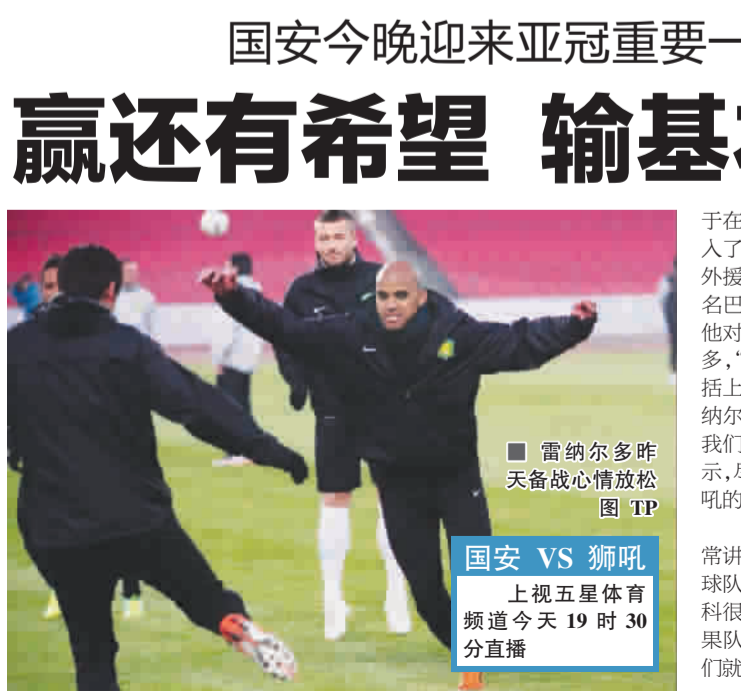 国安今晚迎来亚冠重要一
赢还有希望 输基
■ 雷纳尔多昨
天备战心情放松
图 TP
国安 VS 狮吼
上视五星体育
频道今天 19 时 30
分直播
于在
入了
外援
名巴
他对
多,“
括上
纳尔
我们
示,
吼的
常讲
球队
科很
果队
们就